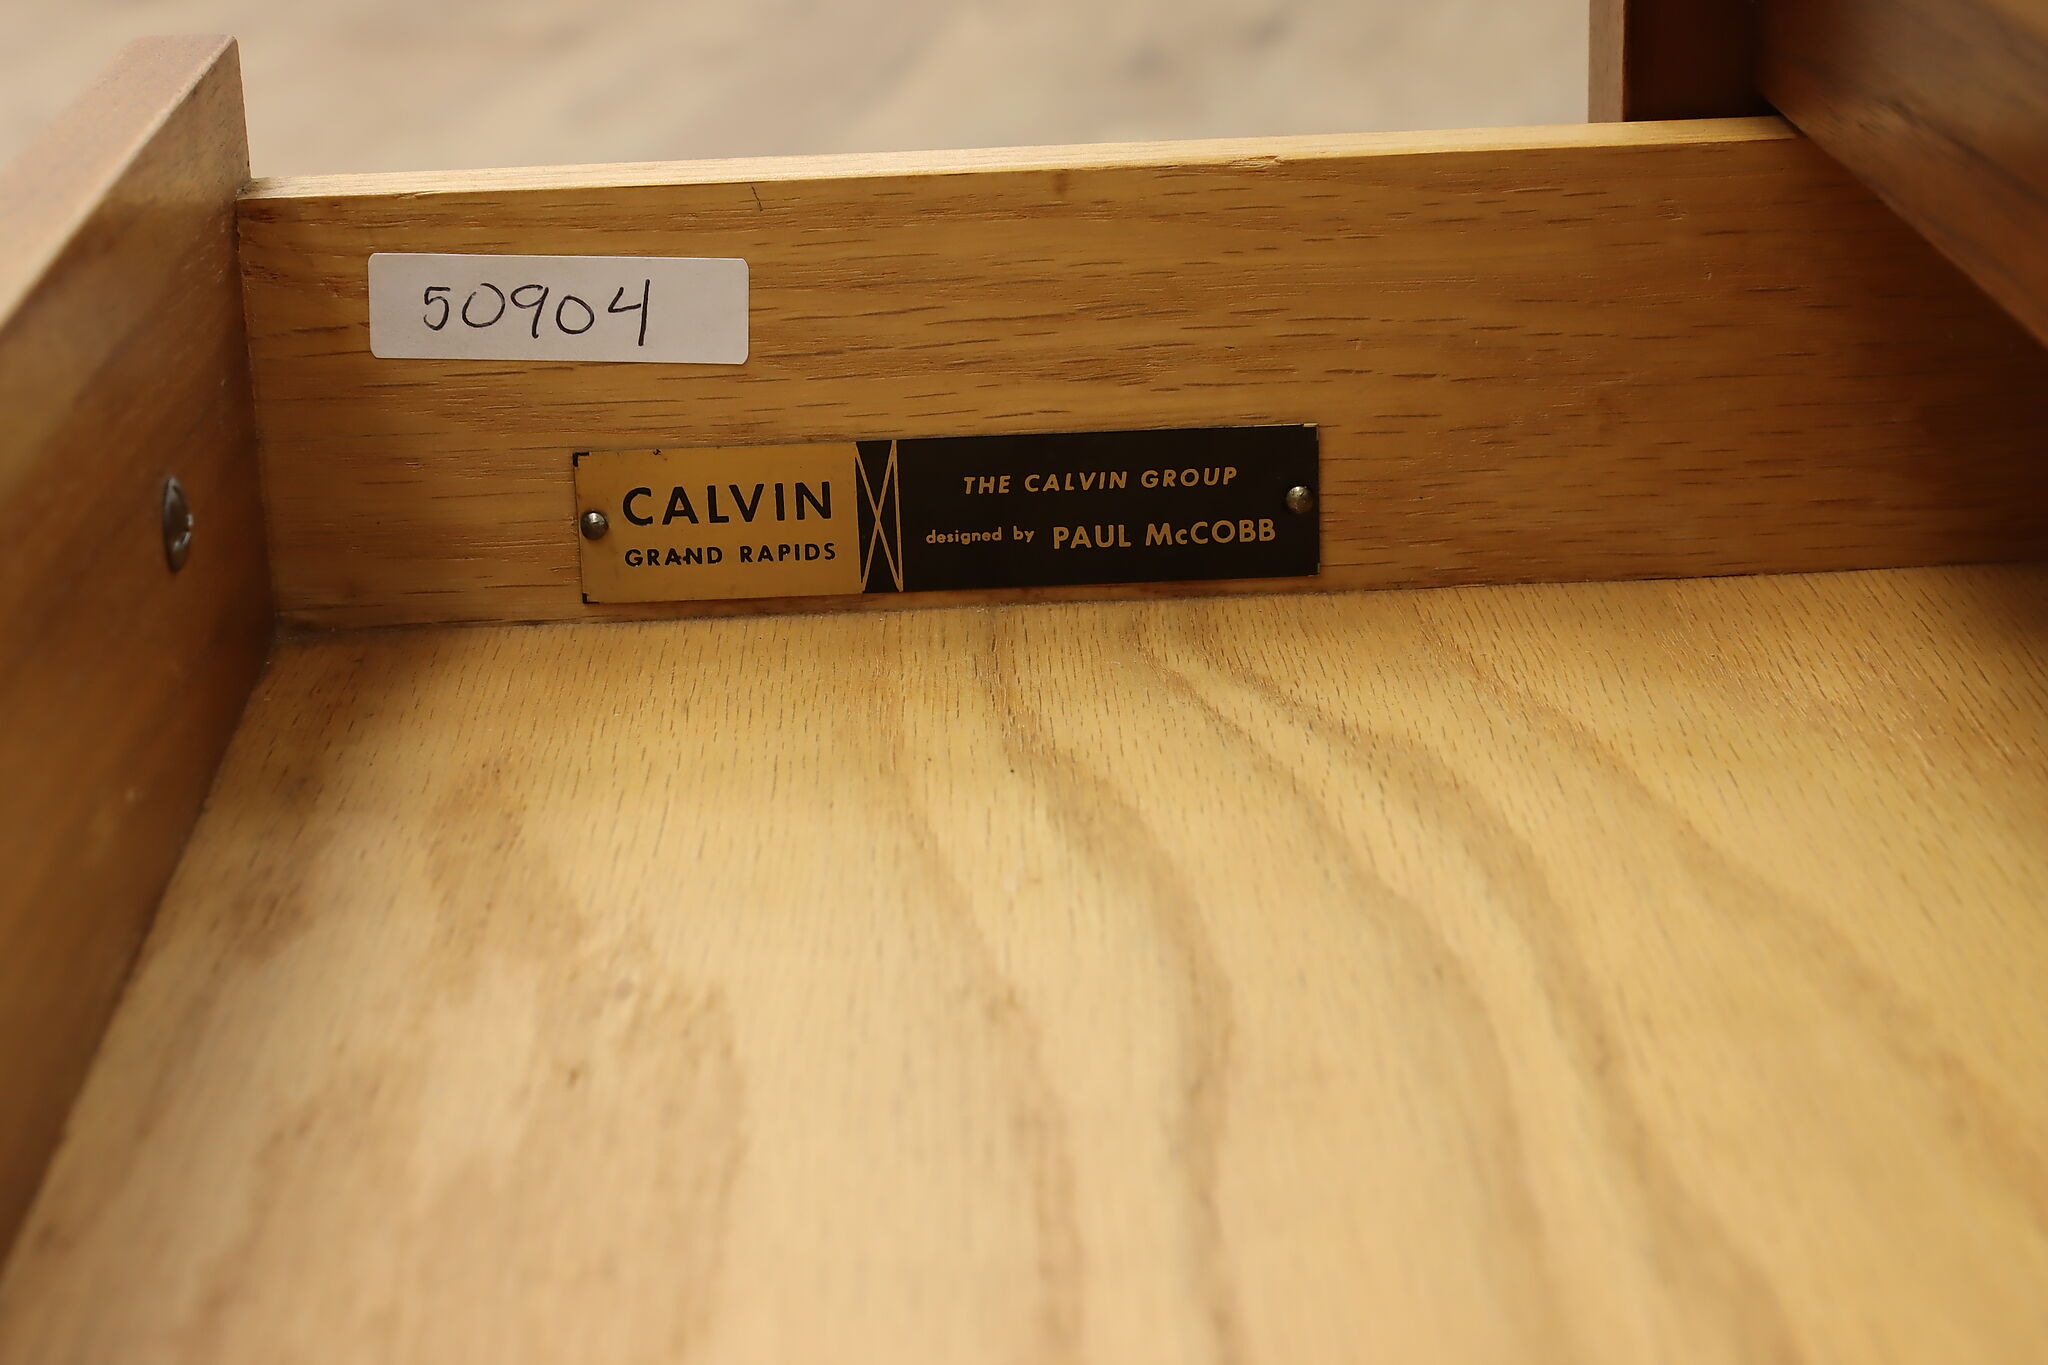 50904
CALVIN
GRAND RAPIDS
THE CALVIN GROUP
designed by PAUL McCOBB